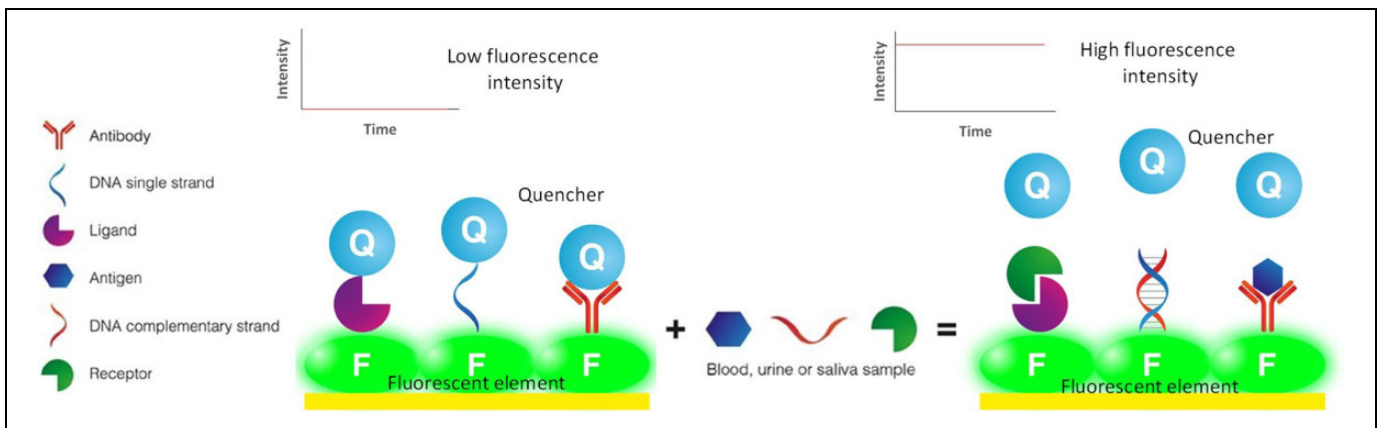 Intensity
Time
Low fluorescence
intensity
Intensity
Time
High fluorescence
intensity
Antibody
DNA single strand
Ligand
Antigen
DNA complementary strand
Receptor
Quencher
Q
Q
Q
F
F
F
Fluorescent element
+
Blood, urine or saliva sample
=
Quencher
Q
Q
Q
F
F
F
Fluorescent element